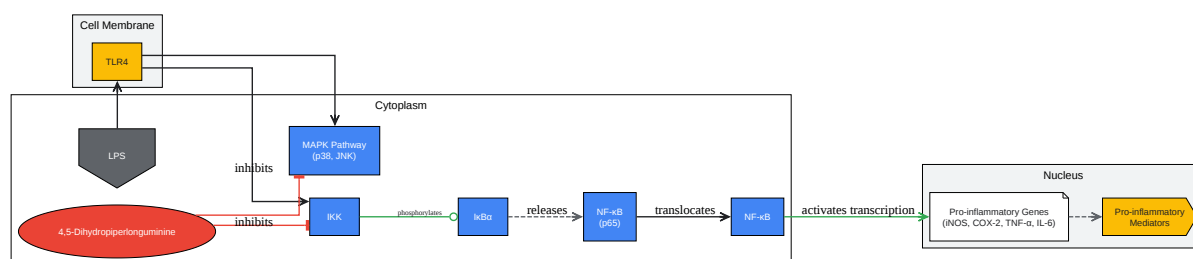 Cell Membrane
TLR4
Cytoplasm
LPS
MAPK Pathway
(p38, JNK)
inhibits
4,5-Dihydropiperlonguminine
inhibits
IKK
phosphorylates
IκBα
releases
NF-κB
(p65)
translocates
NF-κB
activates transcription
Nucleus
Pro-inflammatory Genes
(iNOS, COX-2, TNF-α, IL-6)
Pro-inflammatory
Mediators